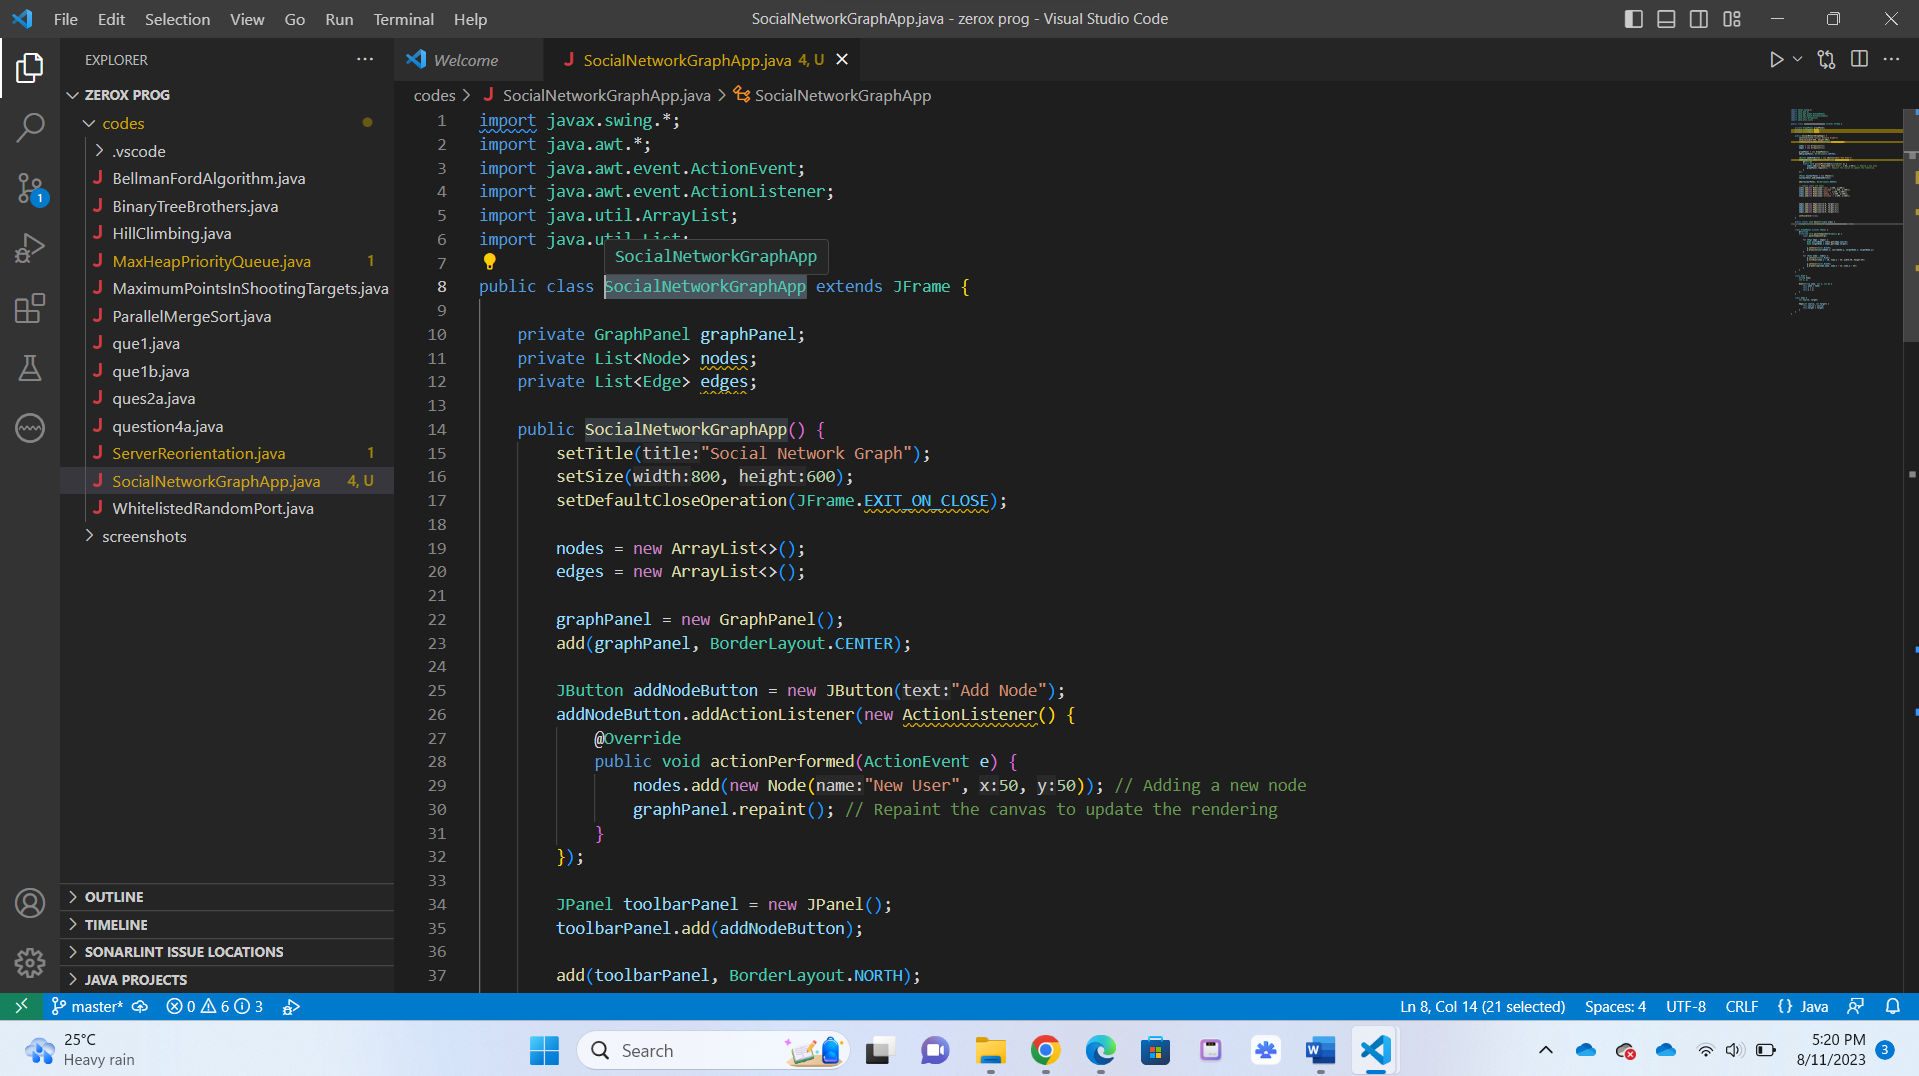 File Edit Selection View Go Run Terminal Help
SocialNetworkGraphApp.java - zerox prog - Visual Studio Code
EXPLORER
Welcome
J SocialNetworkGraphApp.java 4, U
ZEROX PROG
codes
.vscode
J BellmanFordAlgorithm.java
J BinaryTreeBrothers.java
J HillClimbing.java
J MaxHeapPriorityQueue.java 1
J MaximumPointsInShootingTargets.java
J ParallelMergeSort.java
J que1.java
J que1b.java
J ques2a.java
J question4a.java
J ServerReorientation.java 1
J SocialNetworkGraphApp.java 4, U
J WhitelistedRandomPort.java
screenshots
OUTLINE
TIMELINE
SONARLINT ISSUE LOCATIONS
JAVA PROJECTS
1
codes > J SocialNetworkGraphApp.java > SocialNetworkGraphApp
1 import javax.swing.*;
2 import java.awt.*;
3 import java.awt.event.ActionEvent;
4 import java.awt.event.ActionListener;
5 import java.util.ArrayList;
6 import java.util.List;
SocialNetworkGraphApp
7
8 public class SocialNetworkGraphApp extends JFrame {
9
10 private GraphPanel graphPanel;
11 private List<Node> nodes;
12 private List<Edge> edges;
13
14 public SocialNetworkGraphApp() {
15 setTitle(title:"Social Network Graph");
16 setSize(width:800, height:600);
17 setDefaultCloseOperation(JFrame.EXIT_ON_CLOSE);
18
19 nodes = new ArrayList<>();
20 edges = new ArrayList<>();
21
22 graphPanel = new GraphPanel();
23 add(graphPanel, BorderLayout.CENTER);
24
25 JButton addNodeButton = new JButton(text:"Add Node");
26 addNodeButton.addActionListener(new ActionListener() {
27 @Override
28 public void actionPerformed(ActionEvent e) {
29 nodes.add(new Node(name:"New User", x:50, y:50)); // Adding a new node
30 graphPanel.repaint(); // Repaint the canvas to update the rendering
31 }
32 });
33
34 JPanel toolbarPanel = new JPanel();
35 toolbarPanel.add(addNodeButton);
36
37 add(toolbarPanel, BorderLayout.NORTH);
master* 0 6 3
Ln 8, Col 14 (21 selected) Spaces: 4 UTF-8 CRLF {} Java
25°C
Heavy rain
Search
W
5:20 PM
8/11/2023
3